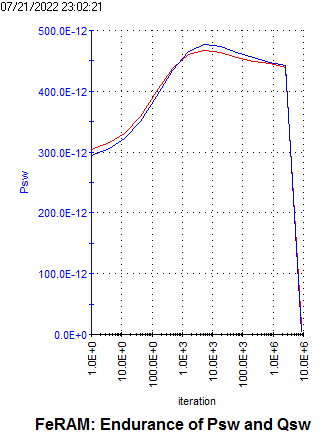 07/21/2022 23:02:21
500.0E-12
400.0E-12
300.0E-12
200.0E-12
100.0E-12
0.0E+0
Psw
1.0E+0
10.0E+0
100.0E+0
1.0E+3
10.0E+3
100.0E+3
1.0E+6
10.0E+6
iteration
FeRAM: Endurance of Psw and Qsw